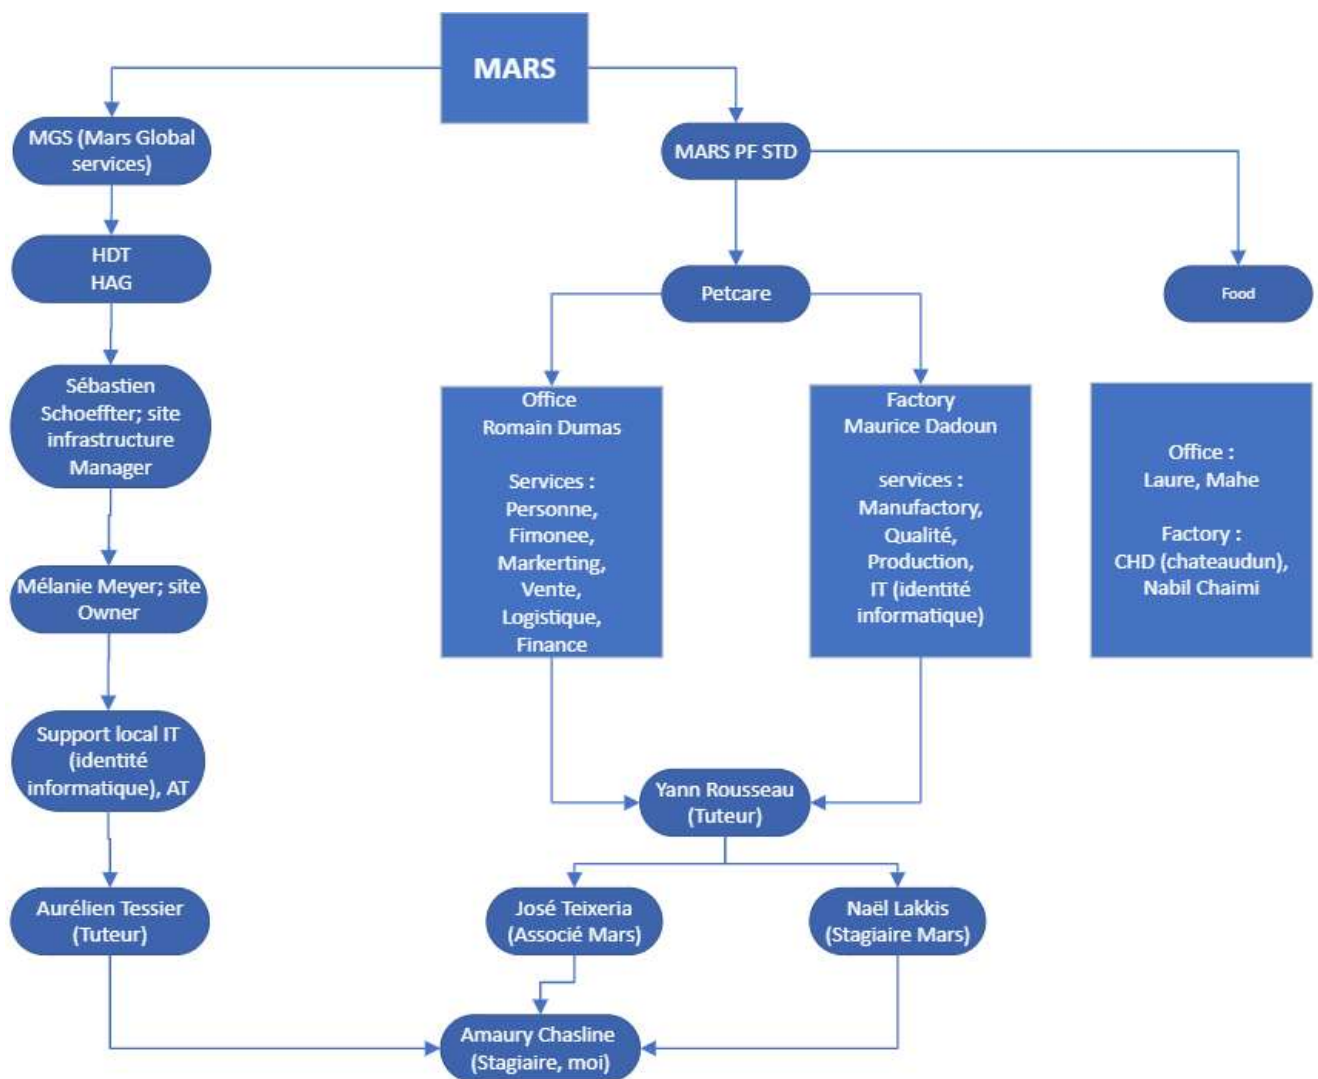 MARS
MGS (Mars Global
services)
MARS PF STD
HDT
HAG
Petcare
Food
Sébastien
Schoeffter; site
infrastructure
Manager
Office
Romain Dumas
Services :
Personne,
Fimonee,
Markerting,
Vente,
Logistique,
Finance
Factory
Maurice Dadoun
services :
Manufactory,
Qualité,
Production,
IT (identité
informatique)
Office :
Laure, Mahe
Factory :
CHD (chateaudun),
Nabil Chaimi
Mélanie Meyer; site
Owner
Support local IT
(identité
informatique), AT
Yann Rousseau
(Tuteur)
Aurélien Tessier
(Tuteur)
José Teixeria
(Associé Mars)
Naël Lakkis
(Stagiaire Mars)
Amaury Chasline
(Stagiaire, moi)